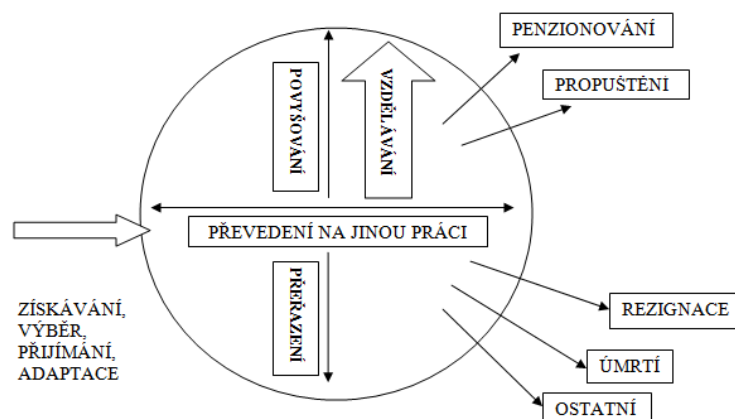 PENZIONOVÁNÍ
PROPUŠTĚNÍ
POVYŠOVÁNÍ
VZDĚLÁVÁNÍ
PŘEVEDENÍ NA JINOU PRÁCI
PŘEŘAZENÍ
ZÍSKÁVÁNÍ,
VÝBĚR,
PŘIJÍMÁNÍ,
ADAPTACE
REZIGNACE
ÚMRTÍ
OSTATNÍ